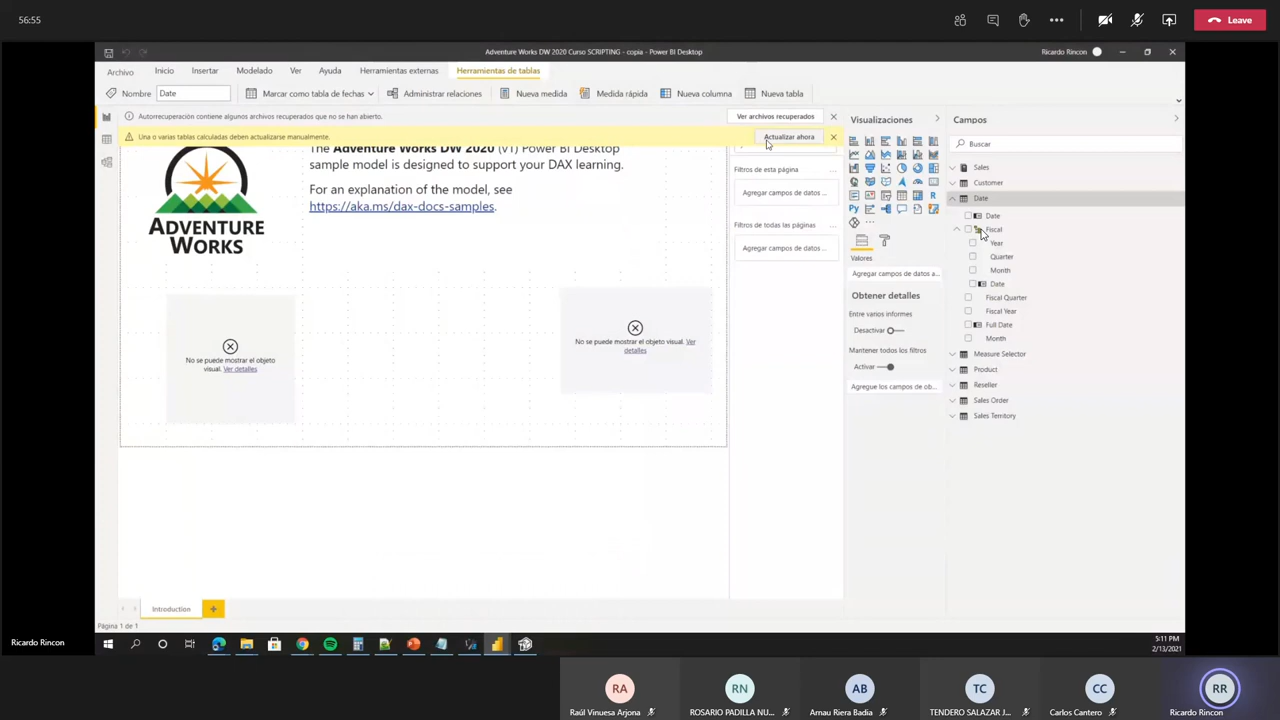 56:55
Leave
Adventure Works DW 2020 Curso SCRIPTING - copia - Power BI Desktop
Ricardo Rincon
Archivo
Inicio
Insertar
Modelado
Ver
Ayuda
Herramientas externas
Herramientas de tablas
Nombre
Date
Marcar como tabla de fechas
Administrar relaciones
Nueva medida
Medida rápida
Nueva columna
Nueva tabla
Autorrecuperación contiene algunos archivos recuperados que no se han abierto.
Ver archivos recuperados
Una o varias tablas calculadas deben actualizarse manualmente.
Actualizar ahora
The Adventure Works DW 2020 (V1) Power BI Desktop
sample model is designed to support your DAX learning.
For an explanation of the model, see
https://aka.ms/dax-docs-samples.
ADVENTURE
WORKS
No se puede mostrar el objeto
visual. Ver detalles
No se puede mostrar el objeto visual. Ver
detalles
Introduction
Página 1 de 1
Filtros de esta página
Agregar campos de datos ...
Filtros de todas las páginas
Agregar campos de datos ...
Visualizaciones
Py
R
Valores
Agregar campos de datos a...
Obtener detalles
Entre varios informes
Desactivar
Mantener todos los filtros
Activar
Agregue los campos de ob...
Campos
Buscar
Sales
Customer
Date
Date
Fiscal
Year
Quarter
Month
Date
Fiscal Quarter
Fiscal Year
Full Date
Month
Measure Selector
Product
Reseller
Sales Order
Sales Territory
Ricardo Rincon
5:11 PM
2/13/2021
RA
Raúl Vinuesa Arjona
RN
ROSARIO PADILLA NU...
AB
Arnau Riera Badia
TC
TENDERO SALAZAR J...
CC
Carlos Cantero
RR
Ricardo Rincon